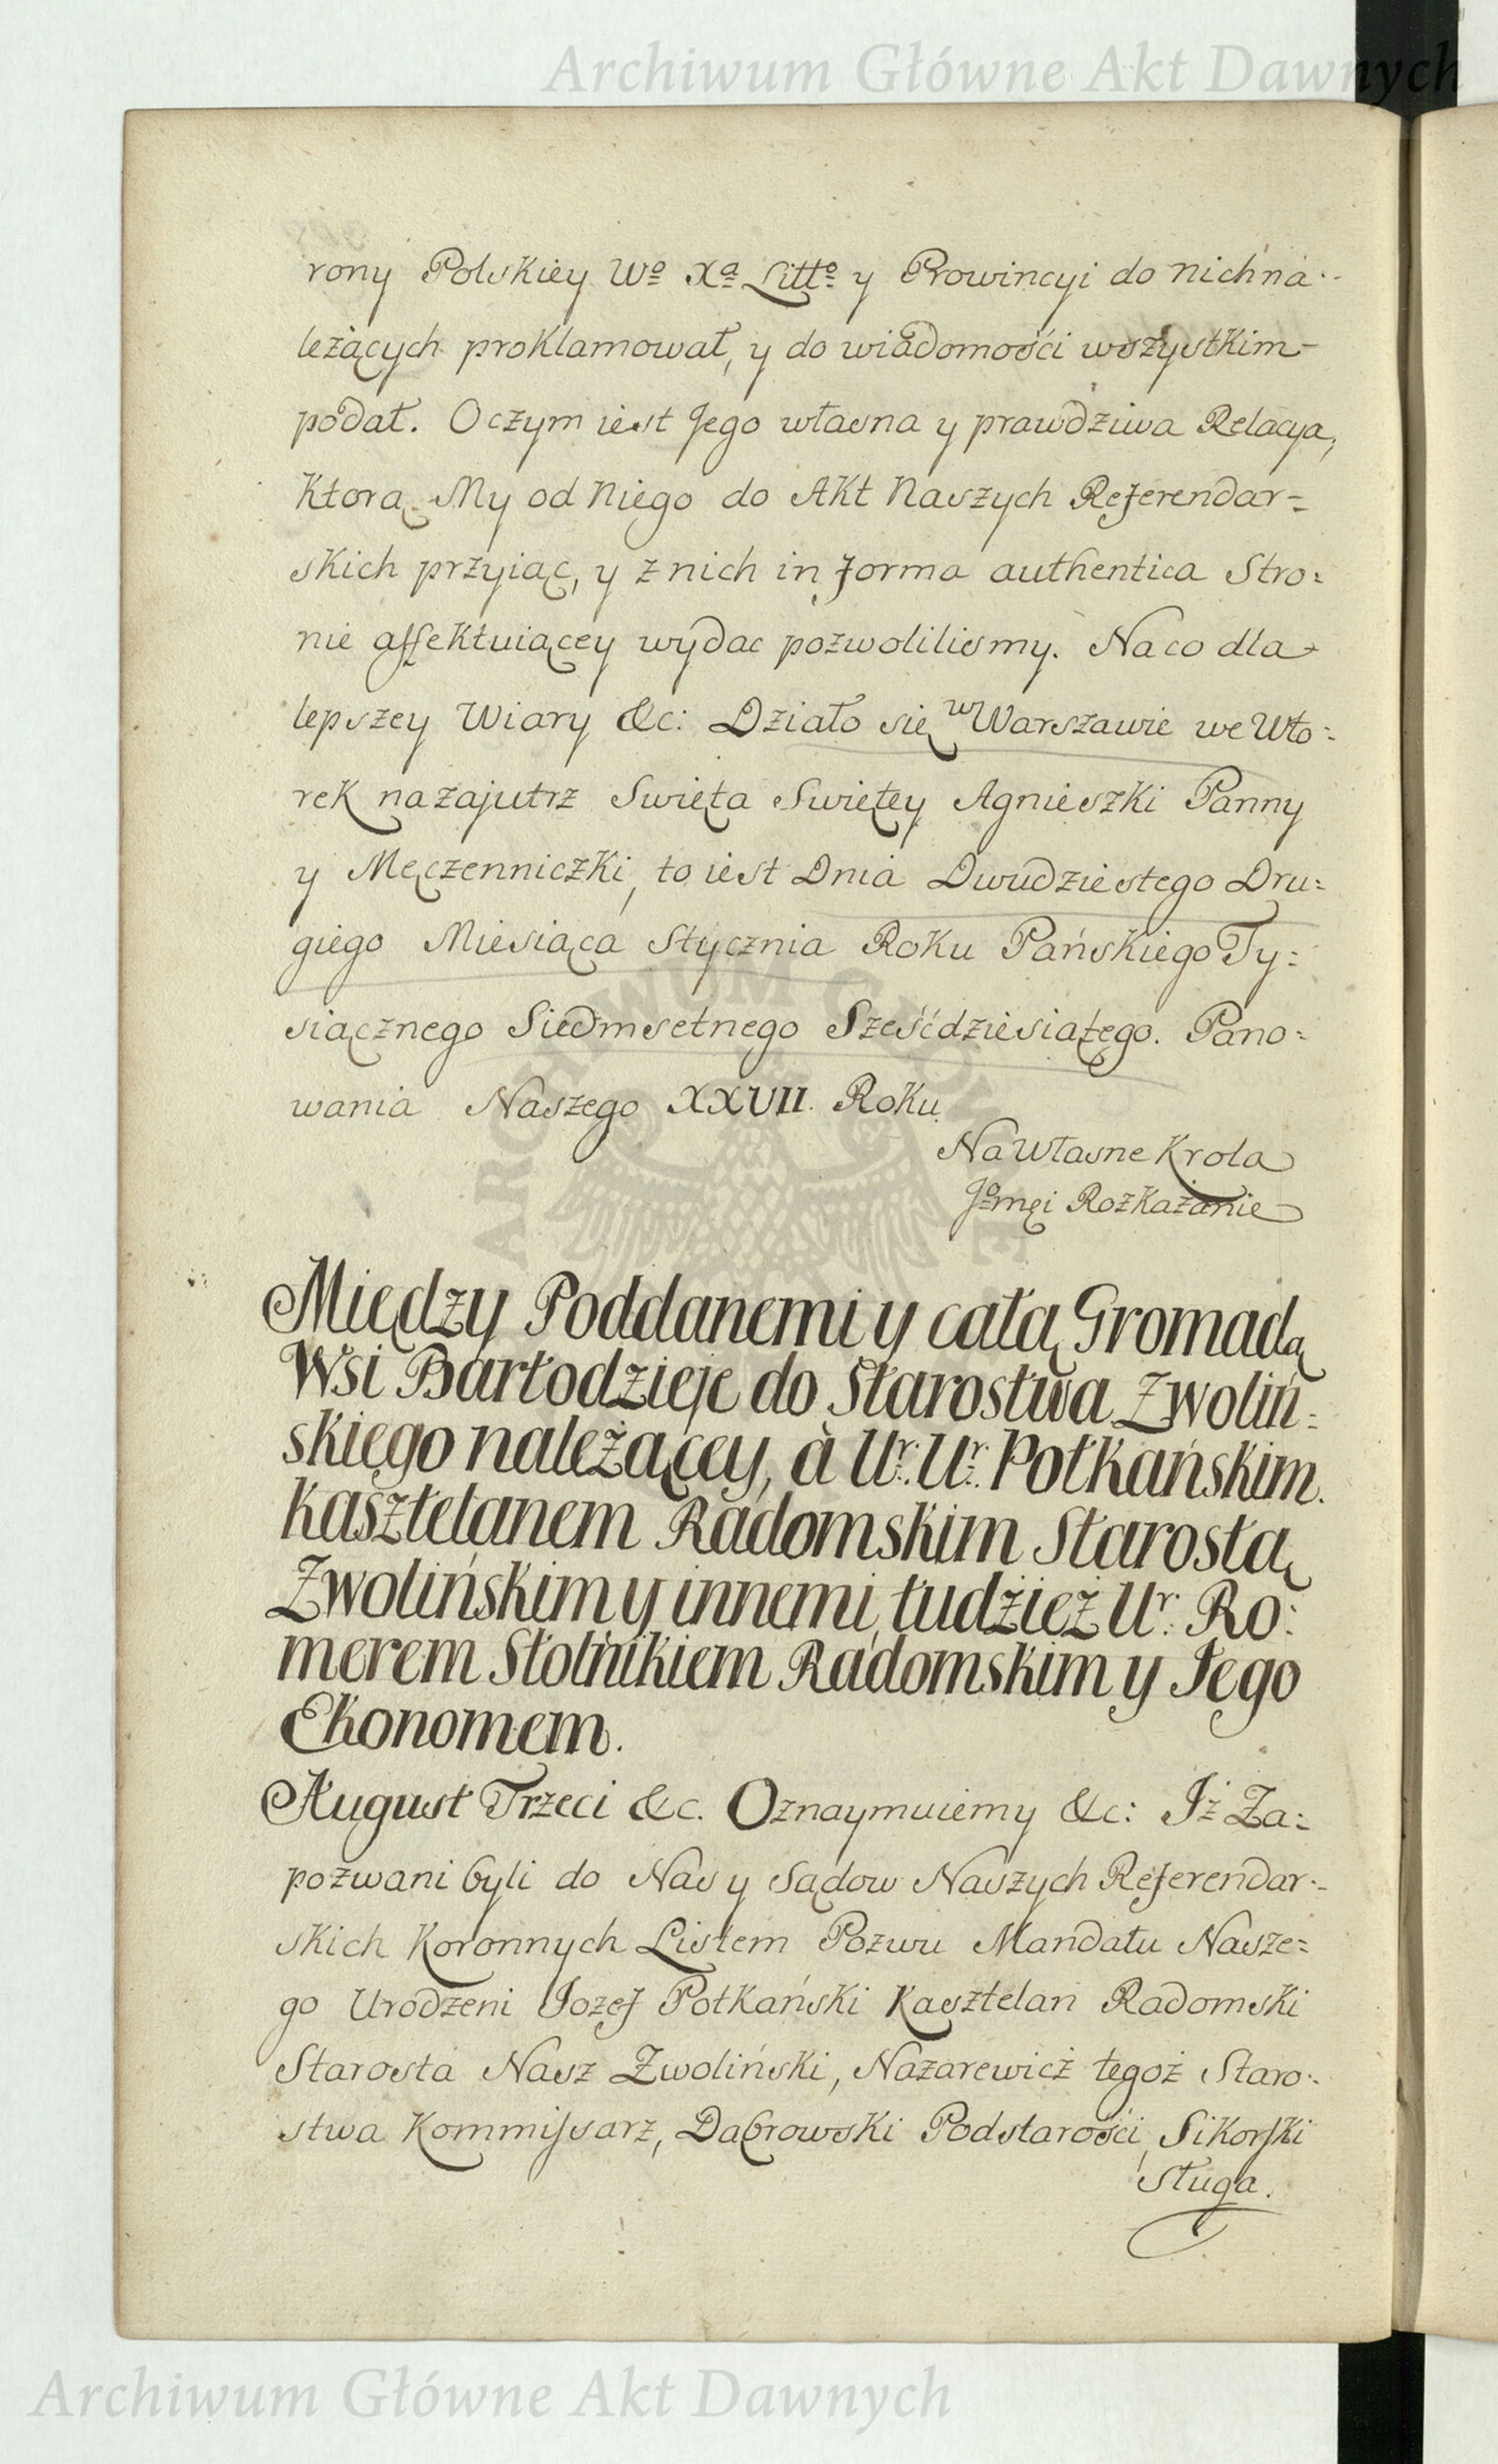 Archiwum Główne Akt Dawnych
rony Polskiey Wº Xª Littº y Prowincyi do nich na-
leżących proklamował, y do wiadomości wszystkim
podał. O czym iest Jego własna y prawdziwa Relacya,
ktorą My od Niego do Akt Naszych Referendar=
skich przyiąc, y z nich in forma authentica Stro:
nie affektuiącey wydac pozwolilismy. Na co dla
lepszey Wiary &c: Działo się w Warszawie we Wto:
rek nazajutrz Swięta Swiętey Agnieszki Panny
y Męczenniczki, to iest Dnia Dwudziestego Dru:
giego Miesiąca Stycznia Roku Pańskiego Ty:
siącznego Siedmsetnego Sześćdziesiątego. Pano:
wania Naszego XXVII. Roku
Na Własne Krola
Jºmęi Rozkazanie
Między Poddanemi y całą Gromadą
Wsi Bartodzieje do Starostwa Zwoliń:
skiego należącey, à Ur: Ur: Potkańskim
Kasztelanem Radomskim Starostą
Zwolińskim y innemi, tudzież Ur: Ro:
merem Stolnikiem Radomskim y Jego
Ekonomem.
August Trzeci &c. Oznaymuiemy &c: Iż Za:
pozwani byli do Nas y Sądow Naszych Referendar-
skich Koronnych Listem Pozwu Mandatu Nasze=
go Urodzeni Jozef Potkański Kasztelan Radomski
Starosta Nasz Zwoliński, Nazarewicż tegoż Staro-
stwa Kommissarz, Dąbrowski Podstarości, Sikorski
Sługa.
Archiwum Główne Akt Dawnych